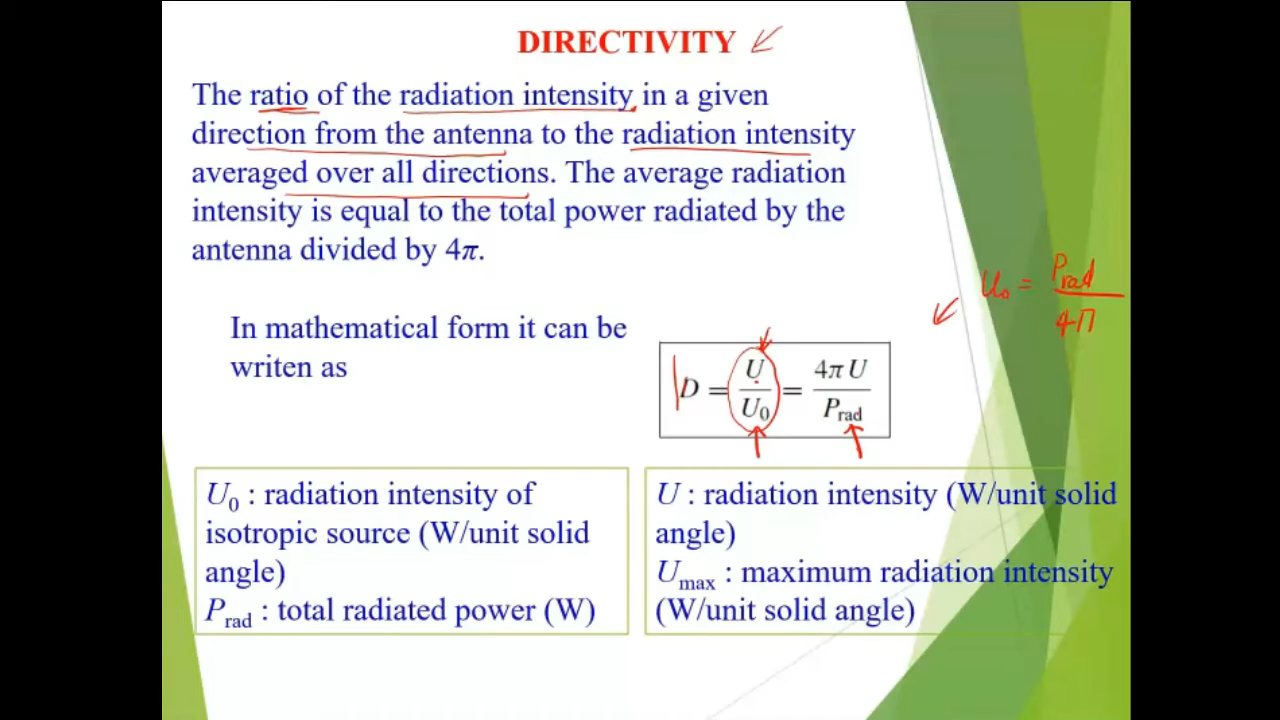 DIRECTIVITY
The ratio of the radiation intensity in a given
direction from the antenna to the radiation intensity
averaged over all directions. The average radiation
intensity is equal to the total power radiated by the
antenna divided by 4π.
U₀ = P_rad / 4π
In mathematical form it can be
writen as
D = U / U₀ = 4π U / P_rad
U₀ : radiation intensity of
isotropic source (W/unit solid
angle)
P_rad : total radiated power (W)
U : radiation intensity (W/unit solid
angle)
U_max : maximum radiation intensity
(W/unit solid angle)